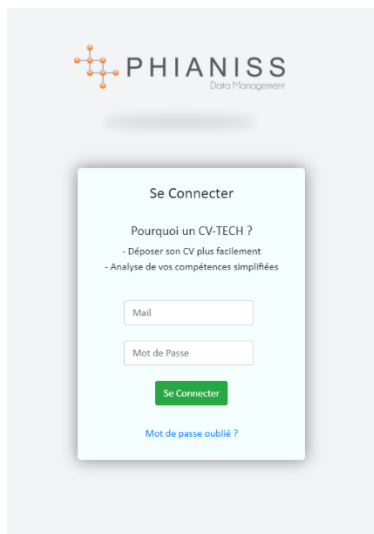 PHIANISS
Data Management
Se Connecter
Pourquoi un CV-TECH ?
- Déposer son CV plus facilement
- Analyse de vos compétences simplifiées
Mail
Mot de Passe
Se Connecter
Mot de passe oublié ?